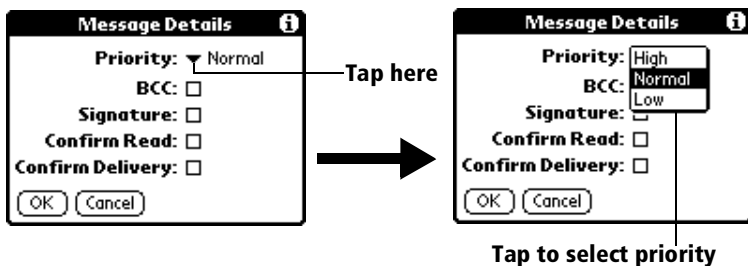 Message Details i
Priority: Normal
BCC:
Signature:
Confirm Read:
Confirm Delivery:
OK Cancel
Tap here
Message Details i
Priority: High
Normal
Low
BCC:
Signature:
Confirm Read:
Confirm Delivery:
OK Cancel
Tap to select priority